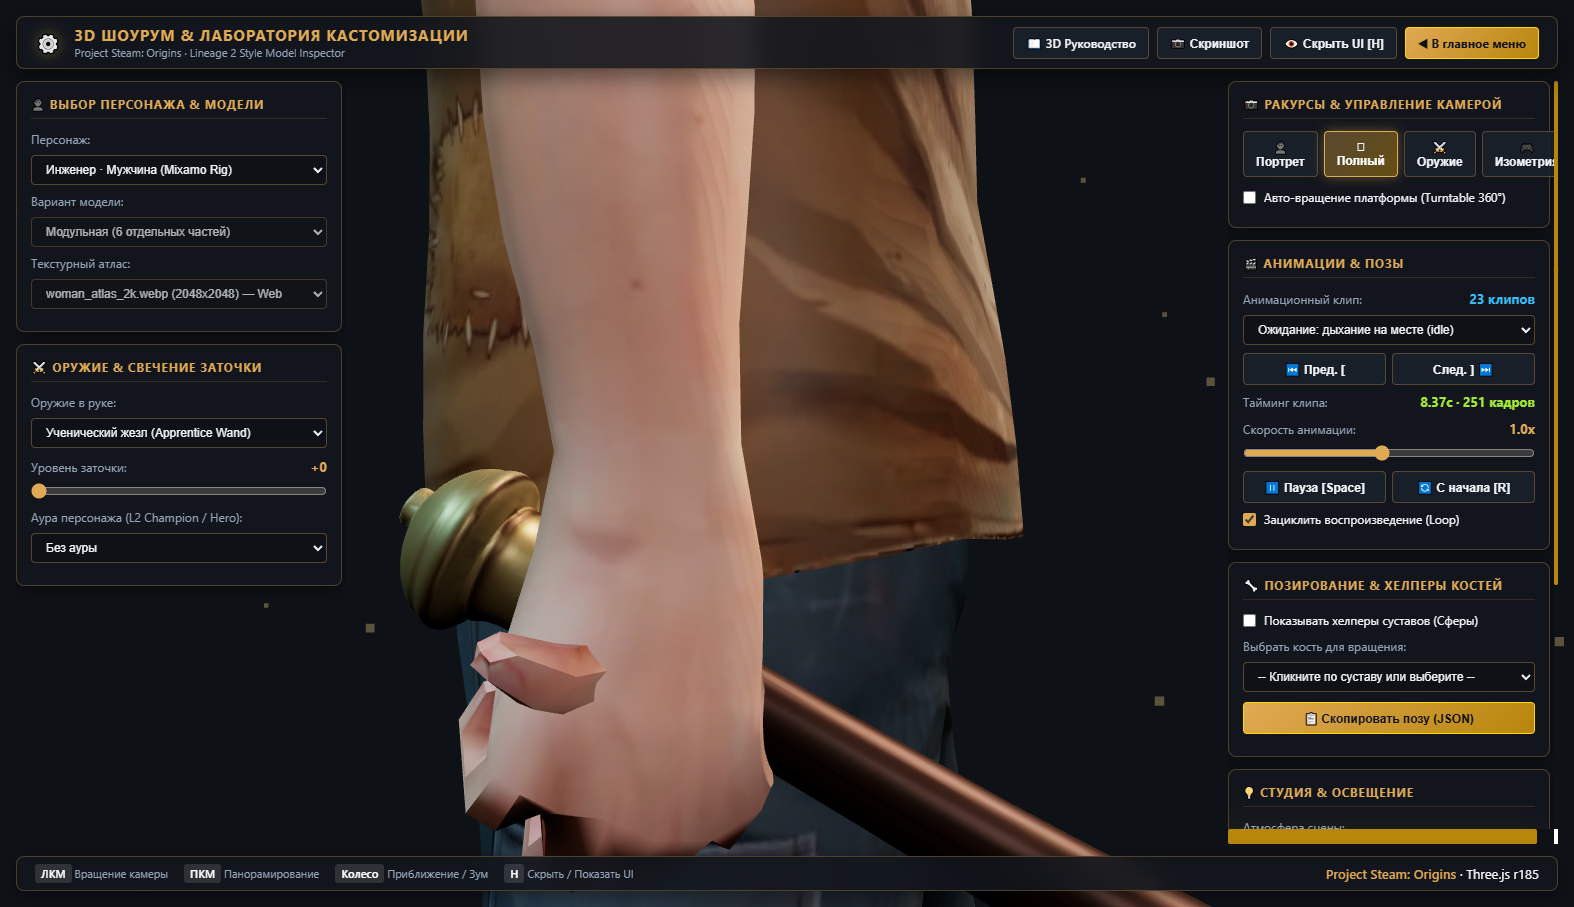 3D ШОУРУМ & ЛАБОРАТОРИЯ КАСТОМИЗАЦИИ
Project Steam: Origins · Lineage 2 Style Model Inspector
3D Руководство
Скриншот
Скрыть UI [H]
◀ В главное меню
ВЫБОР ПЕРСОНАЖА & МОДЕЛИ
Персонаж:
Инженер · Мужчина (Mixamo Rig)
Вариант модели:
Модульная (6 отдельных частей)
Текстурный атлас:
woman_atlas_2k.webp (2048x2048) — Web
ОРУЖИЕ & СВЕЧЕНИЕ ЗАТОЧКИ
Оружие в руке:
Ученический жезл (Apprentice Wand)
Уровень заточки: +0
Аура персонажа (L2 Champion / Hero):
Без ауры
РАКУРСЫ & УПРАВЛЕНИЕ КАМЕРОЙ
Портрет
Полный
Оружие
Изометрия
Авто-вращение платформы (Turntable 360°)
АНИМАЦИИ & ПОЗЫ
Анимационный клип: 23 клипов
Ожидание: дыхание на месте (idle)
Пред. [
След. ]
Тайминг клипа: 8.37с · 251 кадров
Скорость анимации: 1.0x
Пауза [Space]
С начала [R]
Зациклить воспроизведение (Loop)
ПОЗИРОВАНИЕ & ХЕЛПЕРЫ КОСТЕЙ
Показывать хелперы суставов (Сферы)
Выбрать кость для вращения:
-- Кликните по суставу или выберите --
Скопировать позу (JSON)
СТУДИЯ & ОСВЕЩЕНИЕ
Атмосфера сцены:
ЛКМ Вращение камеры ПКМ Панорамирование Колесо Приближение / Зум H Скрыть / Показать UI
Project Steam: Origins · Three.js r185